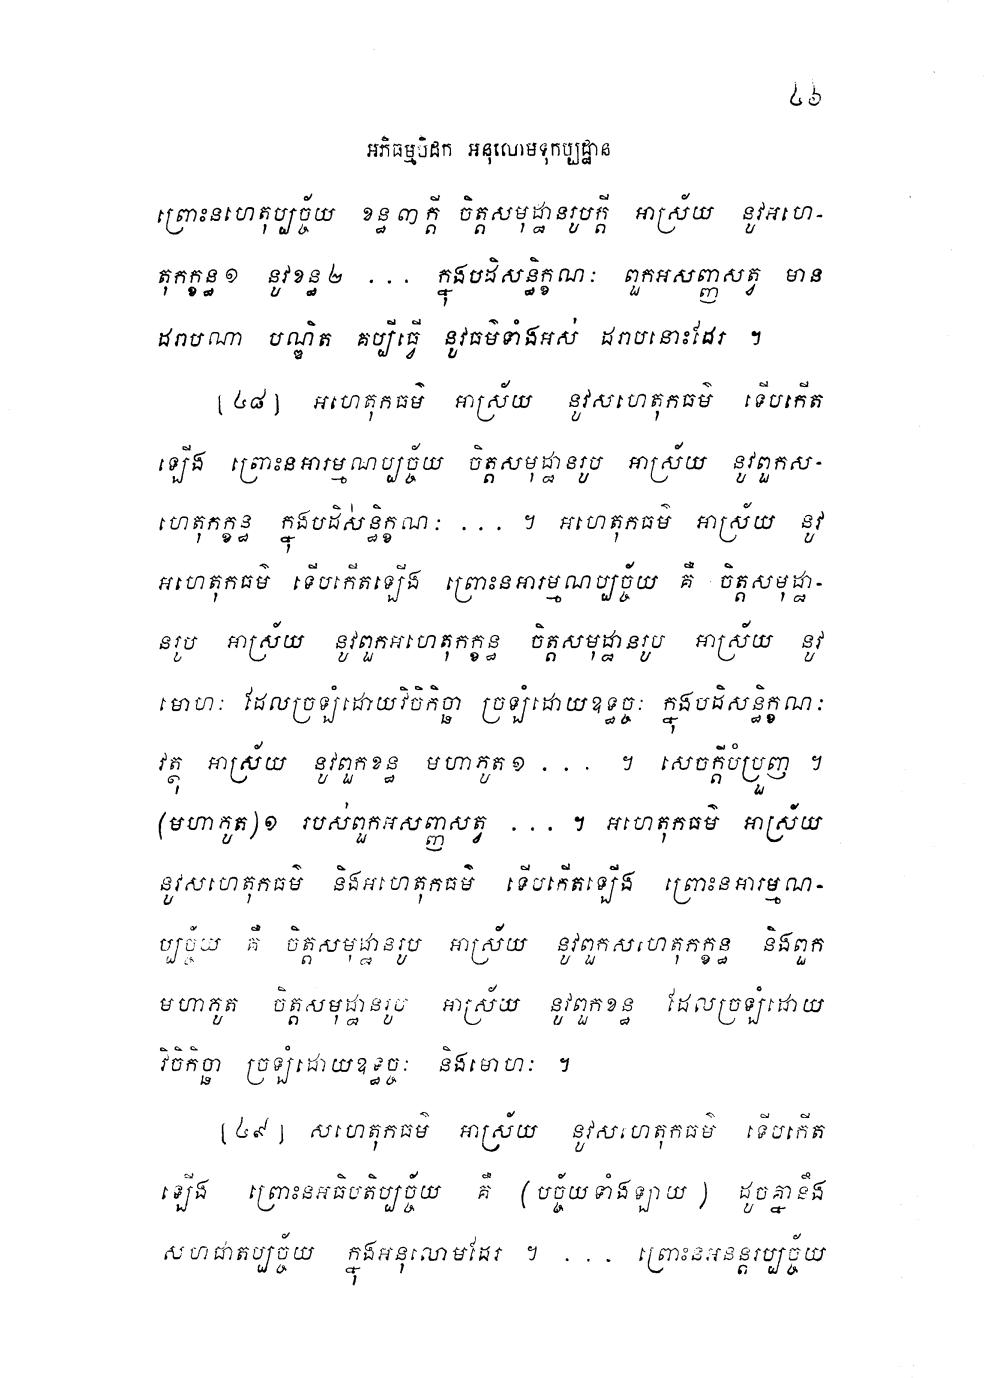 ៤៦
អភិធម្មបិដក អនុលោមទុកប្បដ្ឋាន
ព្រោះនហេតុប្បច្ច័យ ខន្ធ៣ក្តី ចិត្តសមុដ្ឋានរូបក្តី អាស្រ័យ នូវអហេ-
តុកក្ខន្ធ១ នូវខន្ធ២ ... ក្នុងបដិសន្ធិក្ខណៈ ពួកអសញ្ញសត្វ មាន
ដរាបណា បណ្ឌិត គប្បីធ្វើ នូវធម៌ទាំងអស់ ដរាបនោះដែរ ។
[៤៨] អហេតុកធម៌ អាស្រ័យ នូវសហេតុកធម៌ ទើបកើត
ឡើង ព្រោះនអារម្មណប្បច្ច័យ ចិត្តសមុដ្ឋានរូប អាស្រ័យ នូវពួកស-
ហេតុកក្ខន្ធ ក្នុងបដិសន្ធិក្ខណៈ ... ។ អហេតុកធម៌ អាស្រ័យ នូវ
អហេតុកធម៌ ទើបកើតឡើង ព្រោះនអារម្មណប្បច្ច័យ គឺ ចិត្តសមុដ្ឋា-
នរូប អាស្រ័យ នូវពួកអហេតុកក្ខន្ធ ចិត្តសមុដ្ឋានរូប អាស្រ័យ នូវ
មោហៈ ដែលច្រឡំដោយវិចិកិច្ឆា ច្រឡំដោយឧទ្ធច្ចៈ ក្នុងបដិសន្ធិក្ខណៈ
វត្ថុ អាស្រ័យ នូវពួកខន្ធ មហាភូត១ ... ។ សេចក្តីបំប្រួញ ។
(មហាភូត)១ របស់ពួកអសញ្ញសត្វ ... ។ អហេតុកធម៌ អាស្រ័យ
នូវសហេតុកធម៌ និងអហេតុកធម៌ ទើបកើតឡើង ព្រោះនអារម្មណ-
ប្បច្ច័យ គឺ ចិត្តសមុដ្ឋានរូប អាស្រ័យ នូវពួកសហេតុកក្ខន្ធ និងពួក
មហាភូត ចិត្តសមុដ្ឋានរូប អាស្រ័យ នូវពួកខន្ធ ដែលច្រឡំដោយ
វិចិកិច្ឆា ច្រឡំដោយឧទ្ធច្ចៈ និងមោហៈ ។
[៤៩] សហេតុកធម៌ អាស្រ័យ នូវសហេតុកធម៌ ទើបកើត
ឡើង ព្រោះនអធិបតិប្បច្ច័យ គឺ (បច្ច័យទាំងឡាយ) ដូចគ្នានឹង
សហជាតប្បច្ច័យ ក្នុងអនុលោមដែរ ។ ... ព្រោះនអនន្តរប្បច្ច័យ